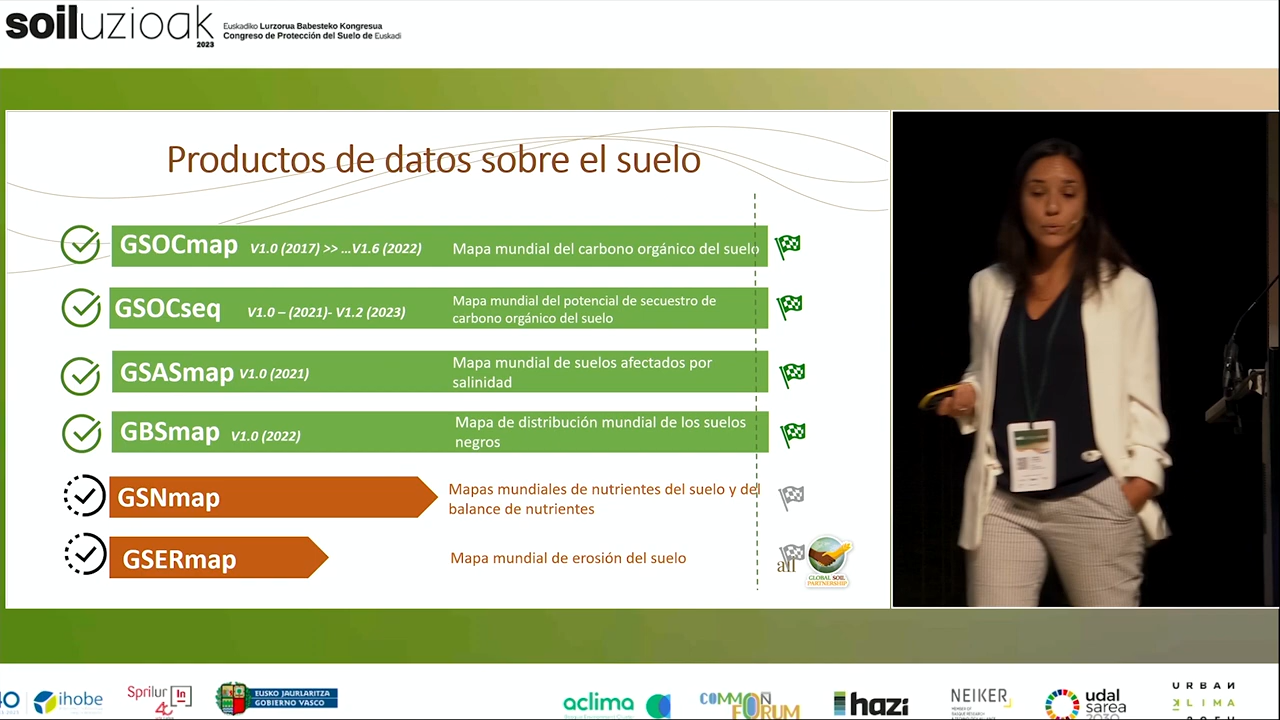 soiluzioak
2023
Euskadiko Lurzorua Babesteko Kongresua
Congreso de Protección del Suelo de Euskadi
Productos de datos sobre el suelo
GSOCmap V1.0 (2017) >> ...V1.6 (2022) Mapa mundial del carbono orgánico del suelo
GSOCseq V1.0 – (2021)- V1.2 (2023) Mapa mundial del potencial de secuestro de
carbono orgánico del suelo
GSASmap V1.0 (2021) Mapa mundial de suelos afectados por
salinidad
GBSmap V1.0 (2022) Mapa de distribución mundial de los suelos
negros
GSNmap Mapas mundiales de nutrientes del suelo y del
balance de nutrientes
GSERmap Mapa mundial de erosión del suelo
all
GLOBAL SOIL
PARTNERSHIP
ihobe
Sprilur
In
EUSKO JAURLARITZA
GOBIERNO VASCO
aclima
COMMON
FORUM
hazi
NEIKER
MEMBER OF
BASQUE RESEARCH
udal
sarea
2030
URBAN
KLIMA